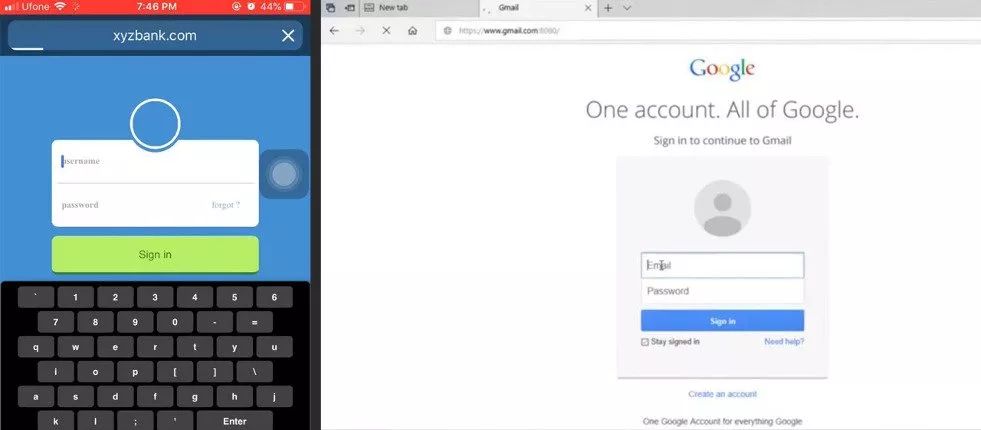 Ufone 7:46 PM 44%
xyzbank.com
username
password forgot ?
Sign in
` 1 2 3 4 5 6
7 8 9 0 - =
q w e r t y u
i o p [ ] \
a s d f g h j
k l ; ' Enter
New tab Gmail
https://www.gmail.com:8080/
Google
One account. All of Google.
Sign in to continue to Gmail
Email
Password
Sign in
Stay signed in Need help?
Create an account
One Google Account for everything Google